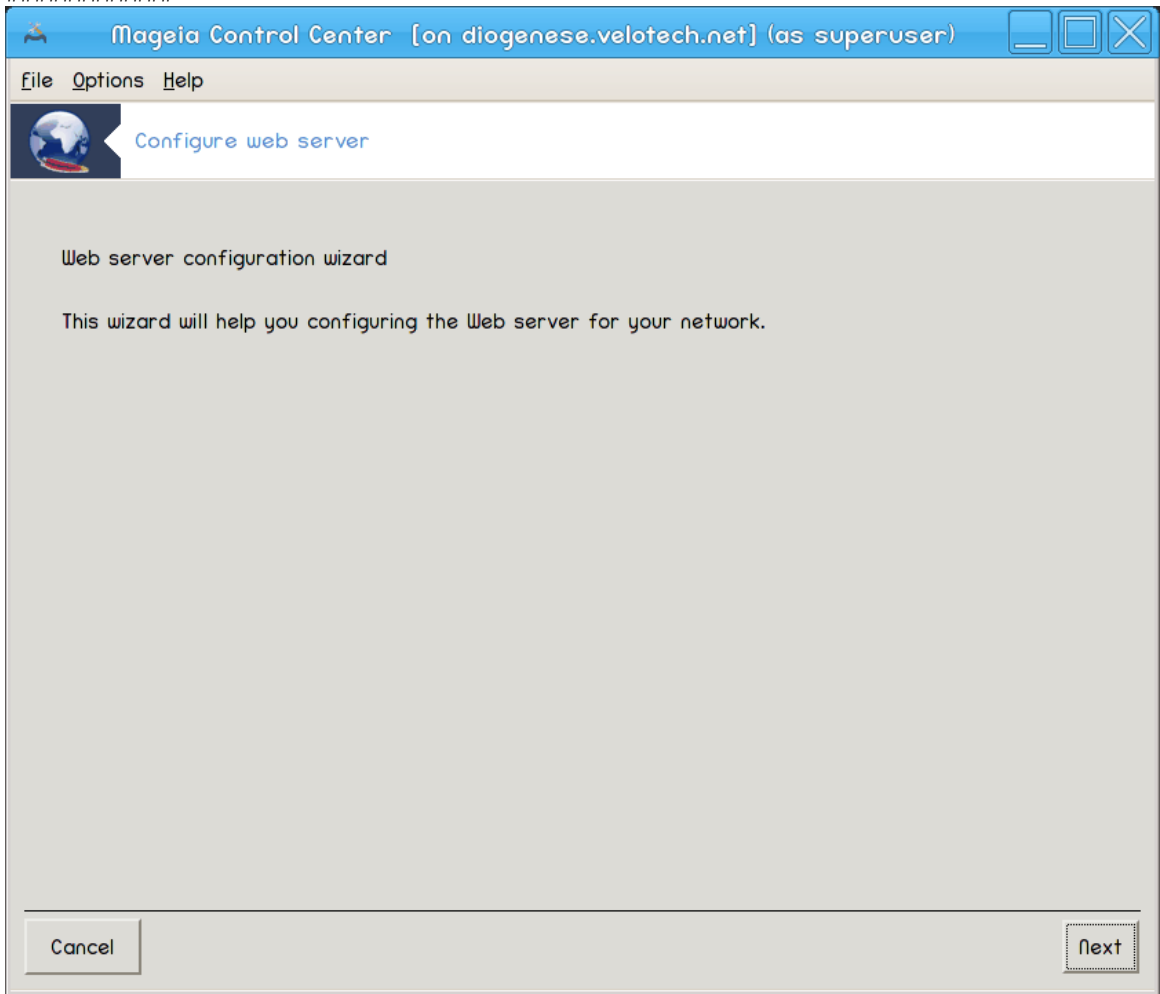 Mageia Control Center [on diogenese.velotech.net] (as superuser)
File Options Help
Configure web server
Web server configuration wizard
This wizard will help you configuring the Web server for your network.
Cancel Next